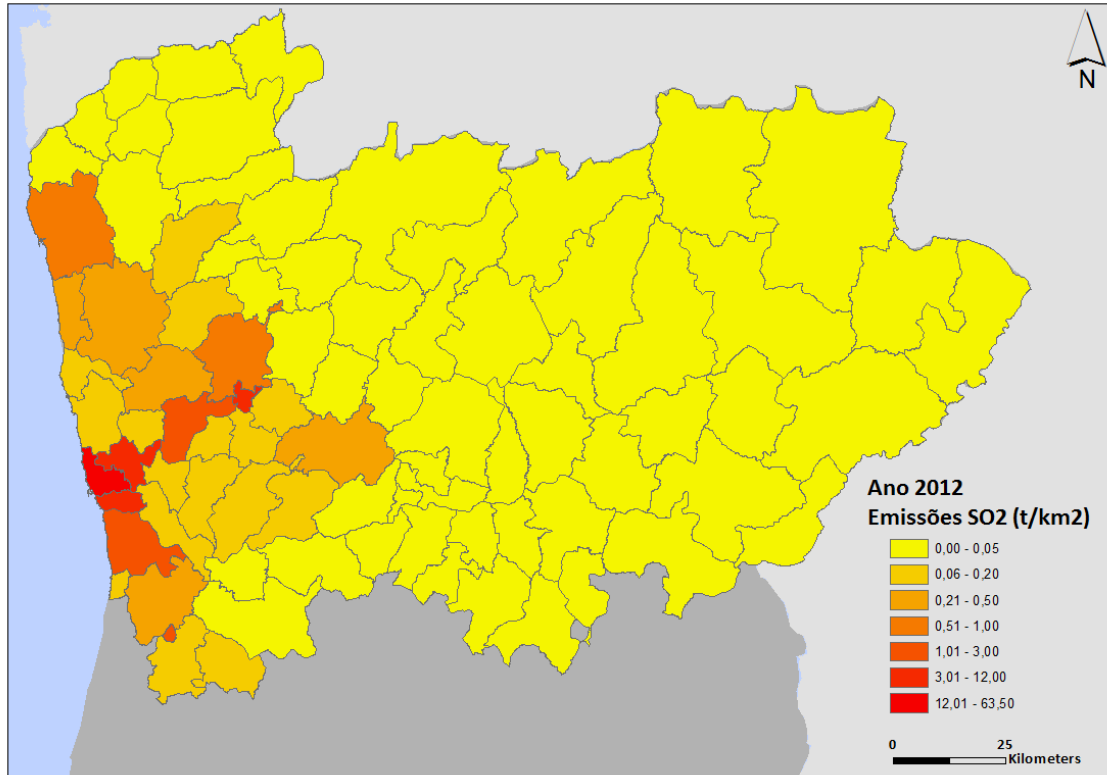 N
Ano 2012
Emissões SO2 (t/km2)
0,00 - 0,05
0,06 - 0,20
0,21 - 0,50
0,51 - 1,00
1,01 - 3,00
3,01 - 12,00
12,01 - 63,50
0 25
Kilometers